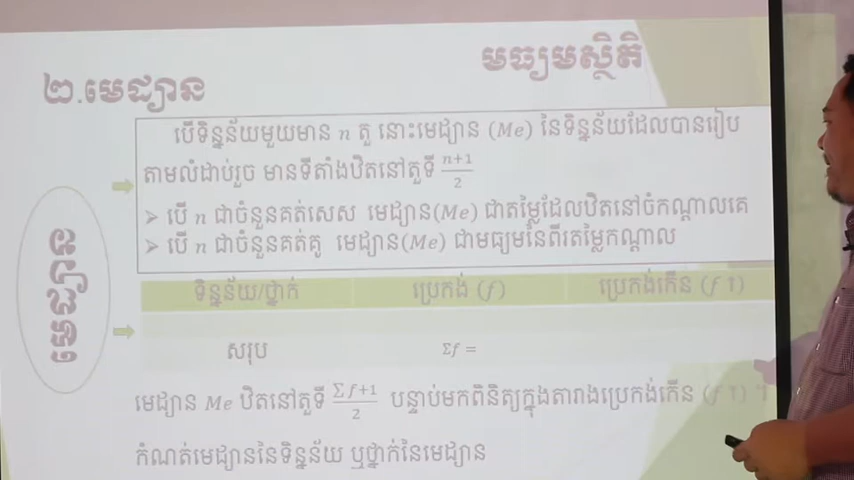 មធ្យមស្ថិតិ
២.មេដ្យាន
បើទិន្នន័យមួយមាន n តួ នោះមេដ្យាន (Me) នៃទិន្នន័យដែលបានរៀប
តាមលំដាប់រួច មានទីតាំងឋិតនៅតួទី \frac{n+1}{2}
➢ បើ n ជាចំនួនគត់សេស មេដ្យាន(Me) ជាតម្លៃដែលឋិតនៅចំកណ្ដាលគេ
➢ បើ n ជាចំនួនគត់គូ មេដ្យាន(Me) ជាមធ្យមនៃពីរតម្លៃកណ្ដាល
មេដ្យាន
ទិន្នន័យ/ថ្នាក់ ប្រេកង់ (f) ប្រេកង់កើន (f ↑)
សរុប Σf =
មេដ្យាន Me ឋិតនៅតួទី \frac{Σf+1}{2} បន្ទាប់មកពិនិត្យក្នុងតារាងប្រេកង់កើន (f ↑)
កំណត់មេដ្យាននៃទិន្នន័យ ឬថ្នាក់នៃមេដ្យាន